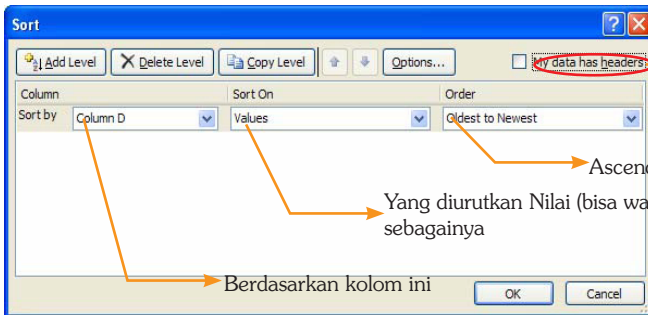 Sort
Add Level Delete Level Copy Level Options... My data has headers
Column Sort On Order
Sort by Column D Values Oldest to Newest
Yang diurutkan Nilai (bisa
sebagainya
Berdasarkan kolom ini
OK Cancel